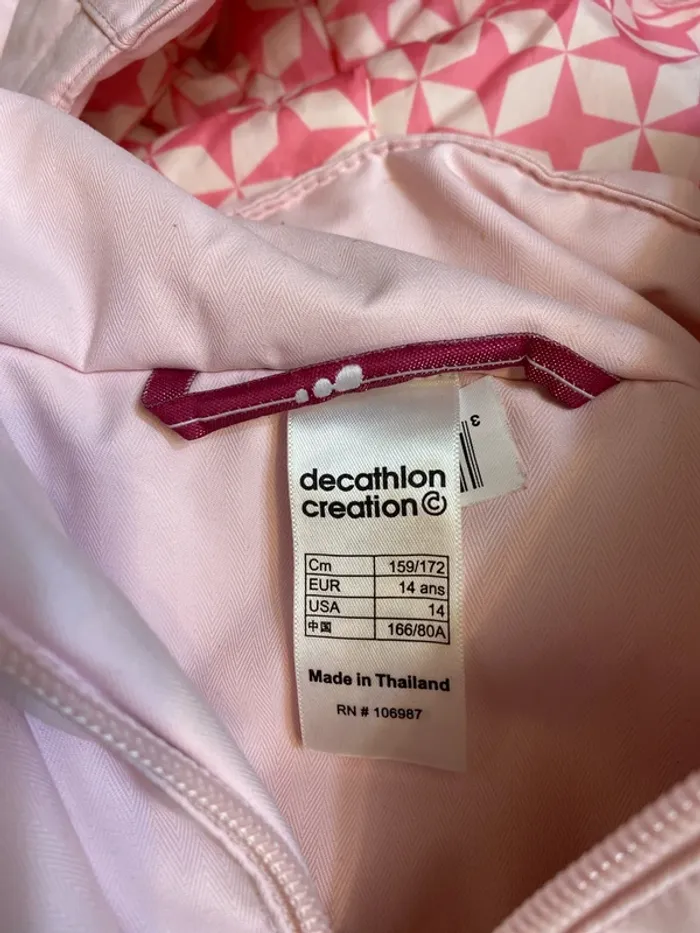 decathlon
creation©
Cm 159/172
EUR 14 ans
USA 14
中国 166/80A
Made in Thailand
RN # 106987
3